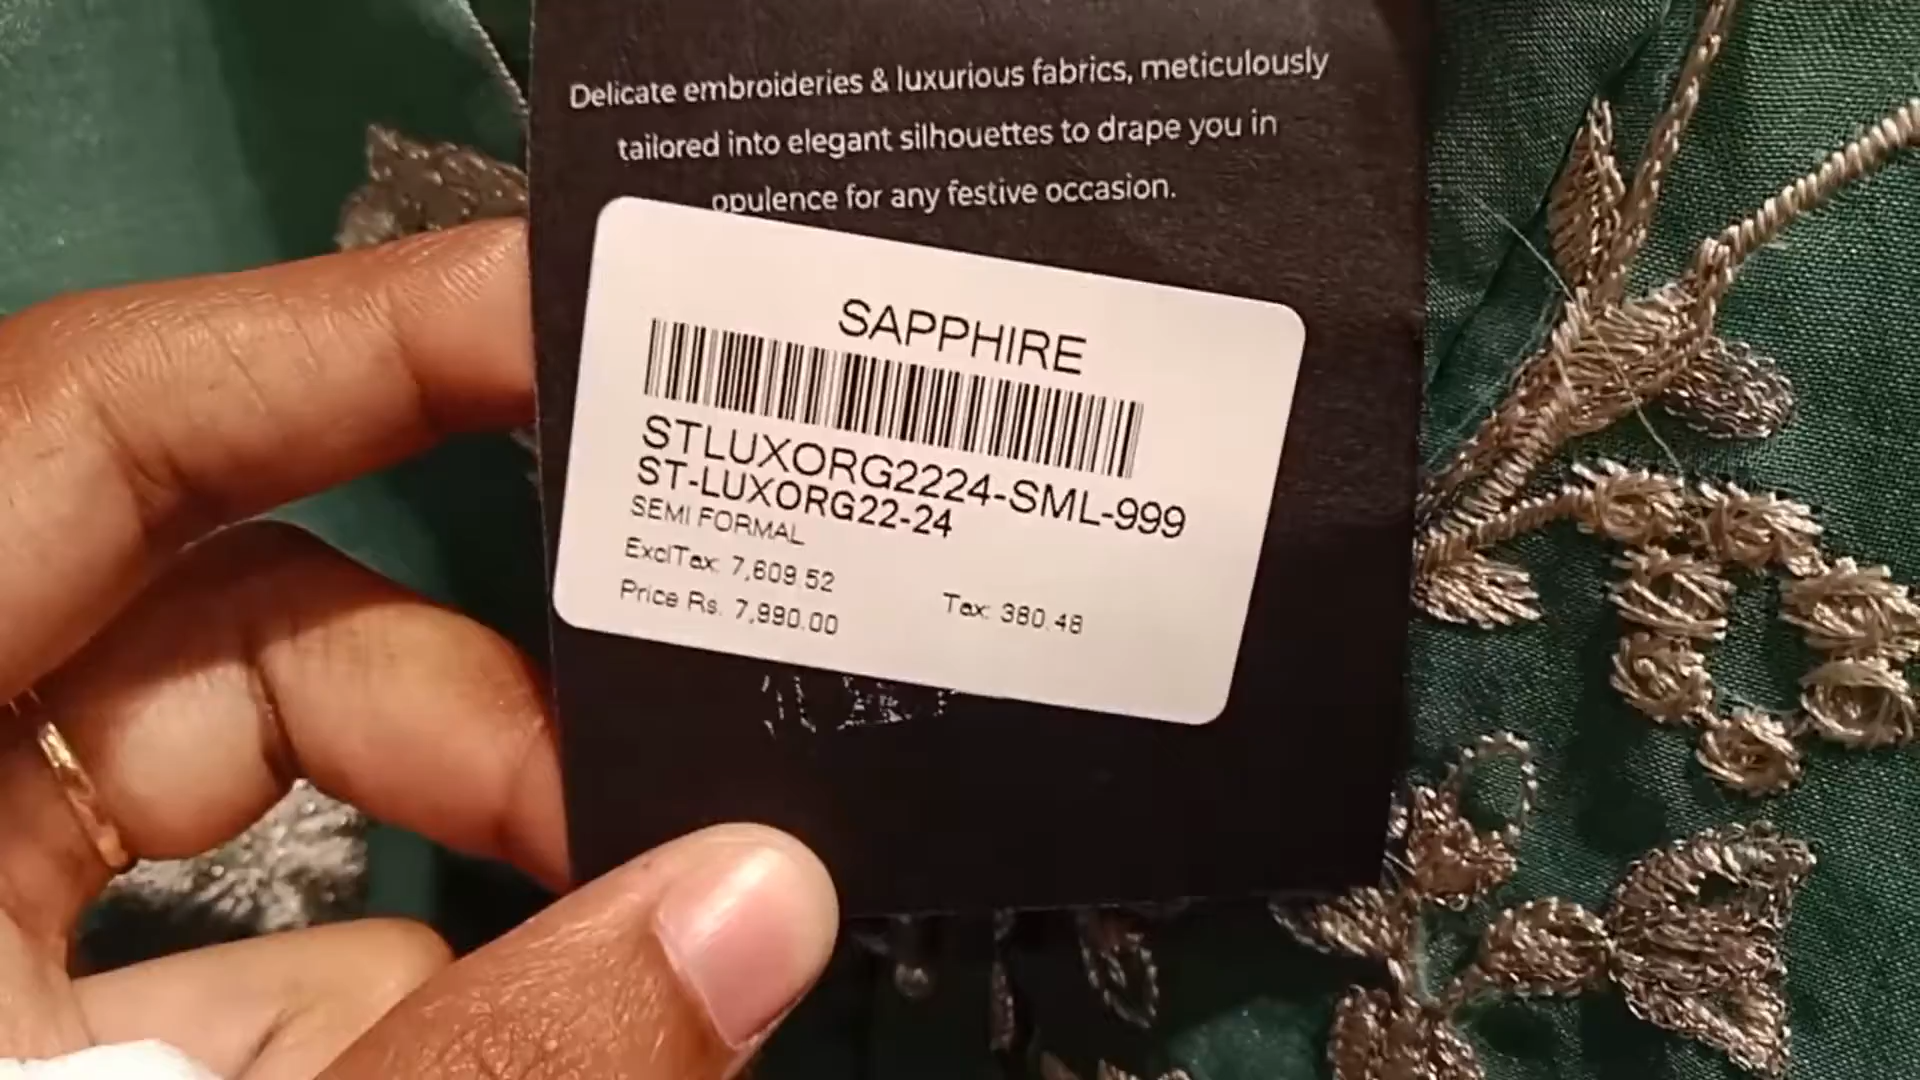 Delicate embroideries & luxurious fabrics, meticulously
tailored into elegant silhouettes to drape you in
opulence for any festive occasion.
SAPPHIRE
STLUXORG2224-SML-999
ST-LUXORG22-24
SEMI FORMAL
ExclTax: 7,609.52
Tax: 380.48
Price Rs. 7,990.00